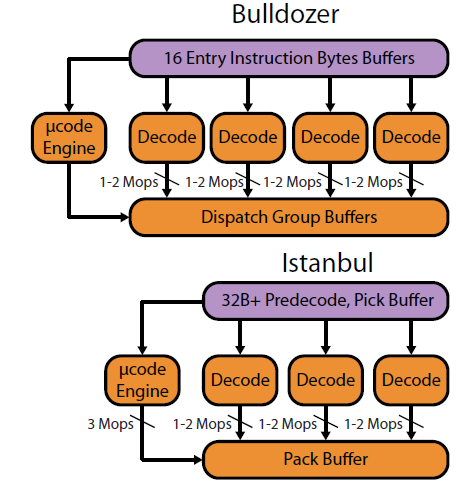 Bulldozer
16 Entry Instruction Bytes Buffers
µcode
Engine
Decode
Decode
Decode
Decode
1-2 Mops
1-2 Mops
1-2 Mops
1-2 Mops
Dispatch Group Buffers
Istanbul
32B+ Predecode, Pick Buffer
µcode
Engine
Decode
Decode
Decode
3 Mops
1-2 Mops
1-2 Mops
1-2 Mops
Pack Buffer